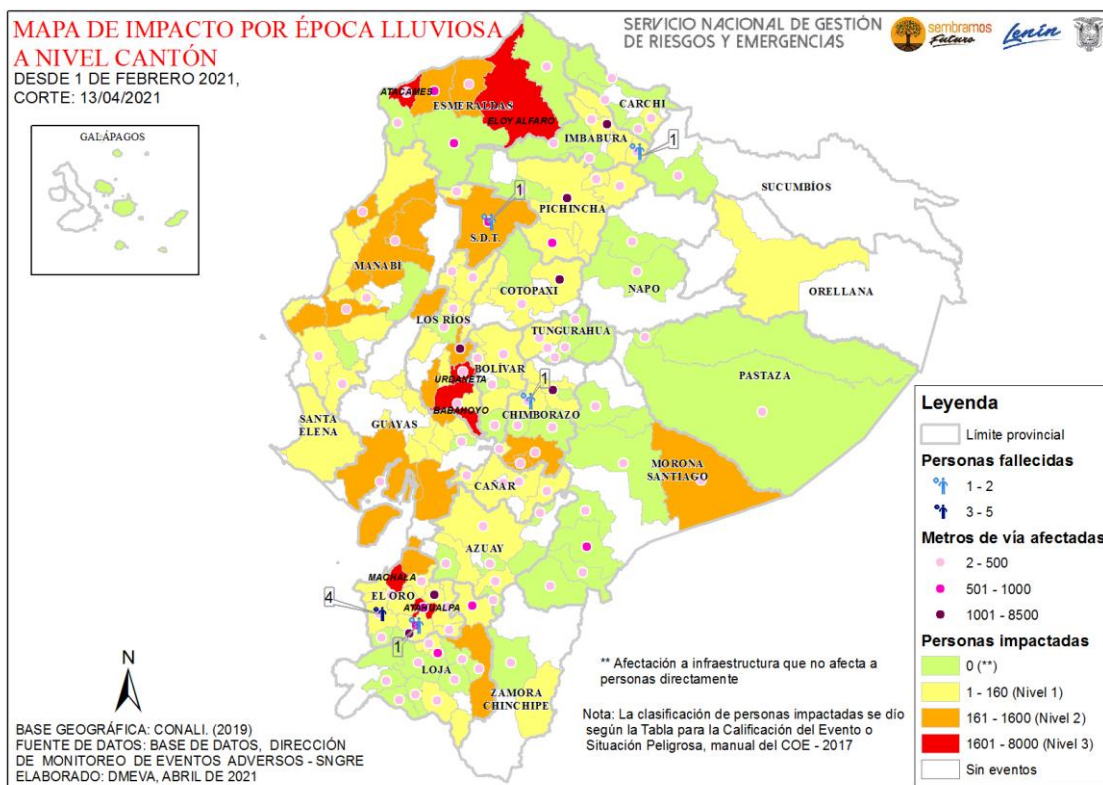 MAPA DE IMPACTO POR ÉPOCA LLUVIOSA
A NIVEL CANTÓN
DESDE 1 DE FEBRERO 2021,
CORTE: 13/04/2021
SERVICIO NACIONAL DE GESTIÓN
DE RIESGOS Y EMERGENCIAS
sembramos
Futuro
Lenín
GALÁPAGOS
ATACAMES
ESMERALDAS
ELOY ALFARO
CARCHI
IMBABURA
1
SUCUMBÍOS
1
PICHINCHA
S.D.T.
MANABÍ
COTOPAXI
NAPO
ORELLANA
LOS RÍOS
TUNGURAHUA
BOLÍVAR
PASTAZA
URDANETA
1
BABAHOYO
CHIMBORAZO
SANTA
ELENA
GUAYAS
MORONA
SANTIAGO
CAÑAR
AZUAY
MACHALA
EL ORO
4
ATAHUALPA
1
LOJA
ZAMORA
CHINCHIPE
N
** Afectación a infraestructura que no afecta a
personas directamente
Nota: La clasificación de personas impactadas se dío
según la Tabla para la Calificación del Evento o
Situación Peligrosa, manual del COE - 2017
BASE GEOGRÁFICA: CONALI. (2019)
FUENTE DE DATOS: BASE DE DATOS, DIRECCIÓN
DE MONITOREO DE EVENTOS ADVERSOS - SNGRE
ELABORADO: DMEVA, ABRIL DE 2021
Leyenda
Límite provincial
Personas fallecidas
1 - 2
3 - 5
Metros de vía afectadas
2 - 500
501 - 1000
1001 - 8500
Personas impactadas
0 (**)
1 - 160 (Nivel 1)
161 - 1600 (Nivel 2)
1601 - 8000 (Nivel 3)
Sin eventos